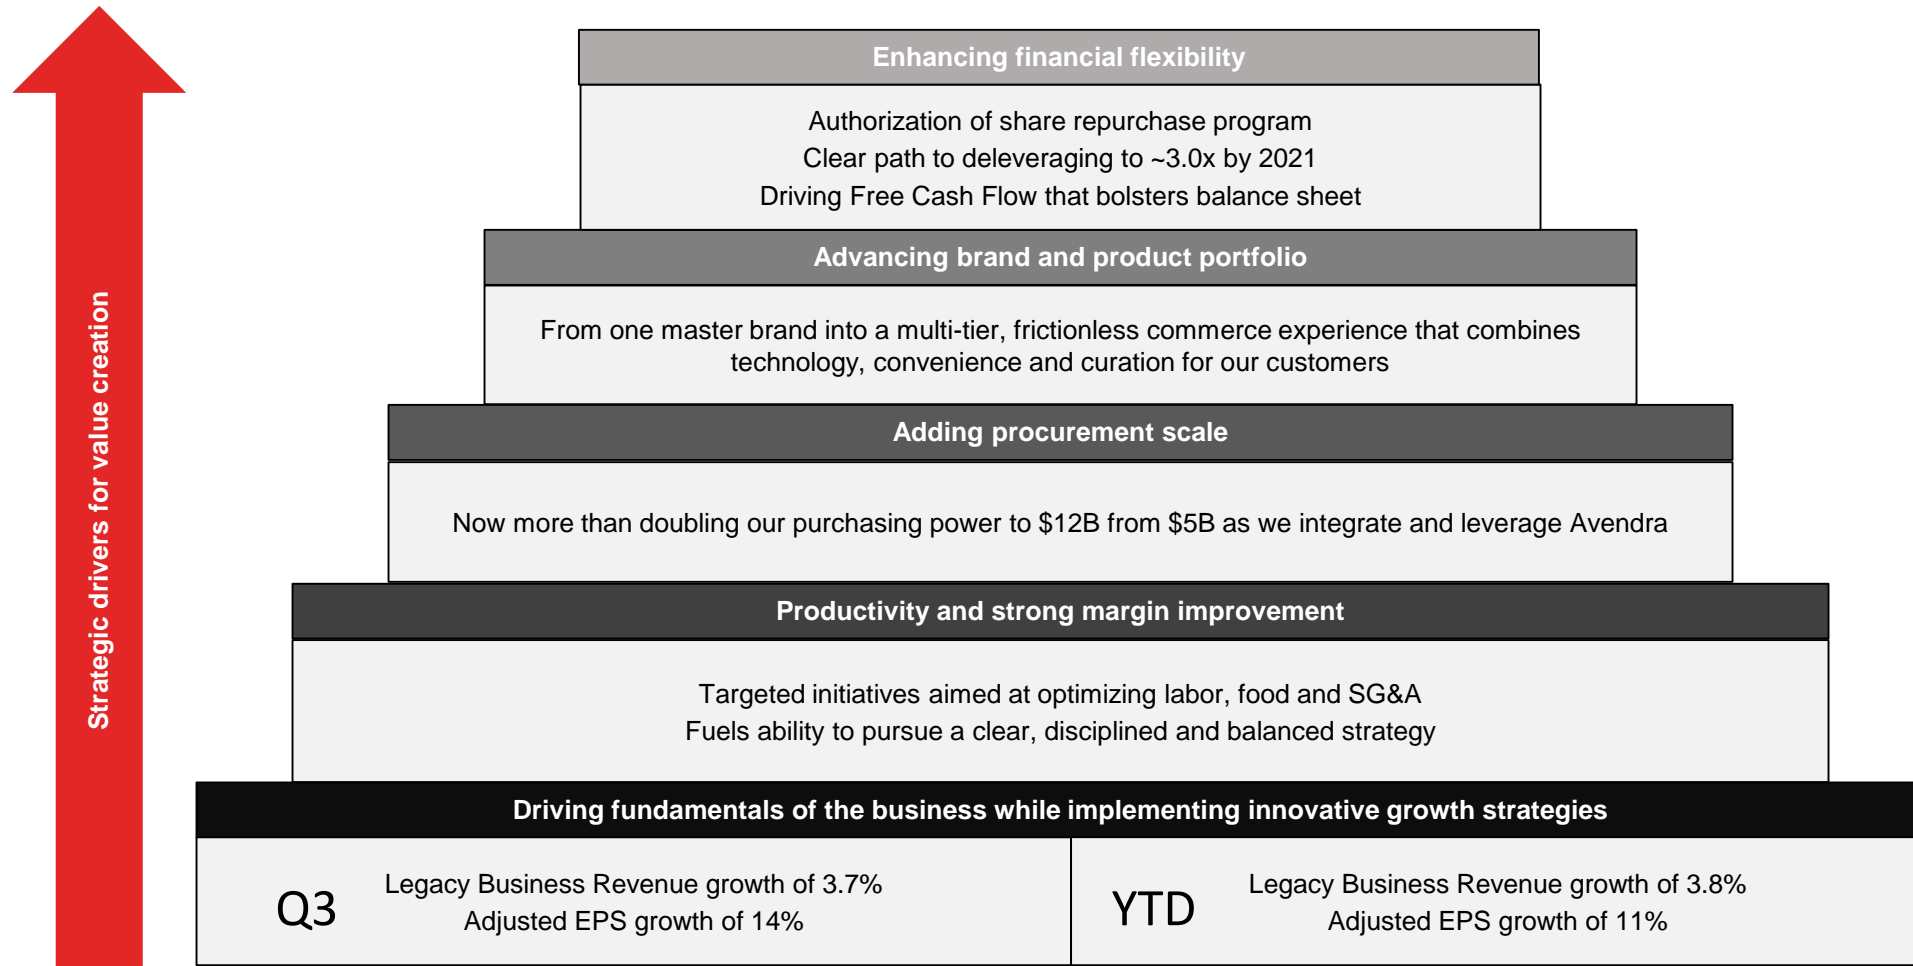 Strategic drivers for value creation
Enhancing financial flexibility
Authorization of share repurchase program
Clear path to deleveraging to ~3.0x by 2021
Driving Free Cash Flow that bolsters balance sheet
Advancing brand and product portfolio
From one master brand into a multi-tier, frictionless commerce experience that combines
technology, convenience and curation for our customers
Adding procurement scale
Now more than doubling our purchasing power to $12B from $5B as we integrate and leverage Avendra
Productivity and strong margin improvement
Targeted initiatives aimed at optimizing labor, food and SG&A
Fuels ability to pursue a clear, disciplined and balanced strategy
Driving fundamentals of the business while implementing innovative growth strategies
Q3
Legacy Business Revenue growth of 3.7%
Adjusted EPS growth of 14%
YTD
Legacy Business Revenue growth of 3.8%
Adjusted EPS growth of 11%